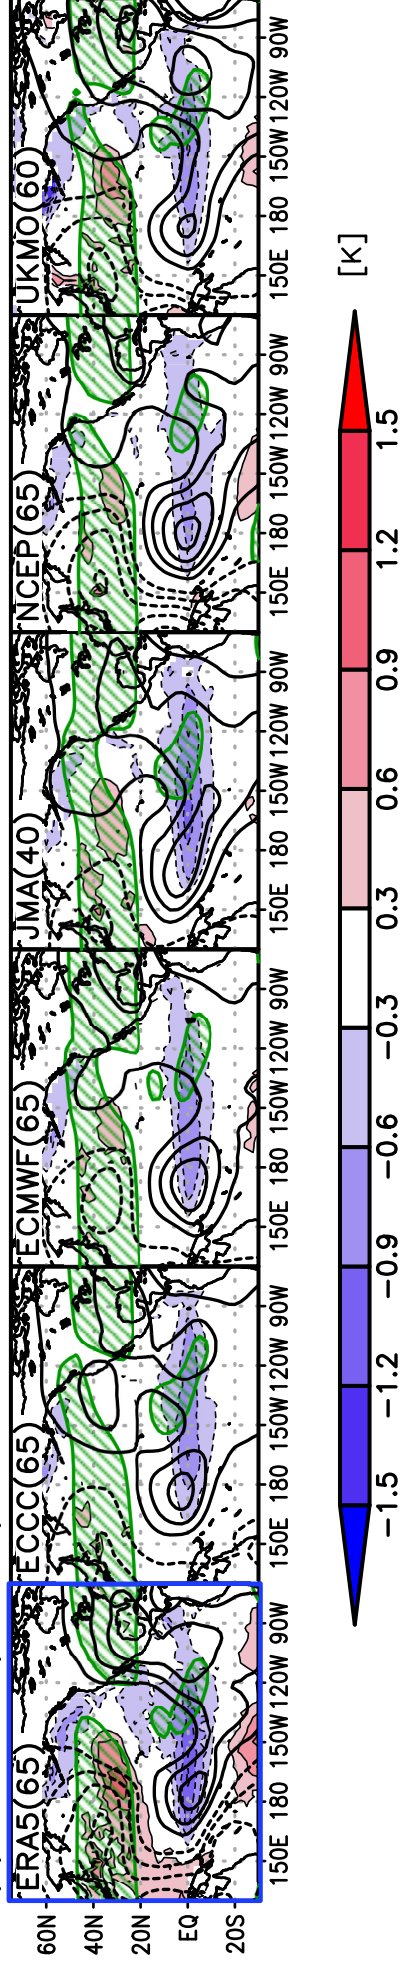 ERA5(65)
ECCC(65)
ECMWF(65)
JMA(40)
NCEP(65)
UKMO(60)
60N
40N
20N
EQ
20S
150E 180 150W 120W 90W
150E 180 150W 120W 90W
150E 180 150W 120W 90W
150E 180 150W 120W 90W
150E 180 150W 120W 90W
150E 180 150W 120W 90W
−1.5 −1.2 −0.9 −0.6 −0.3 0.3 0.6 0.9 1.2 1.5
[K]